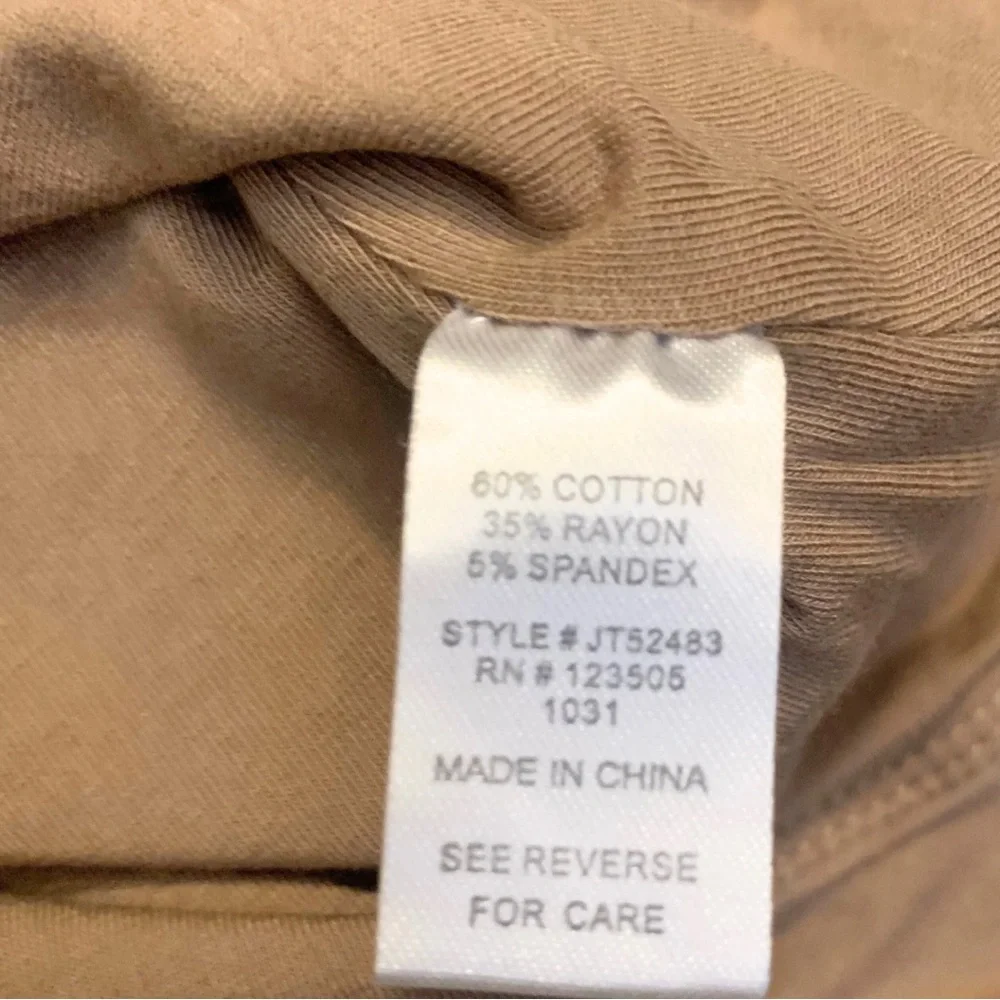 60% COTTON
35% RAYON
5% SPANDEX
STYLE # JT52483
RN # 123505
1031
MADE IN CHINA
SEE REVERSE
FOR CARE